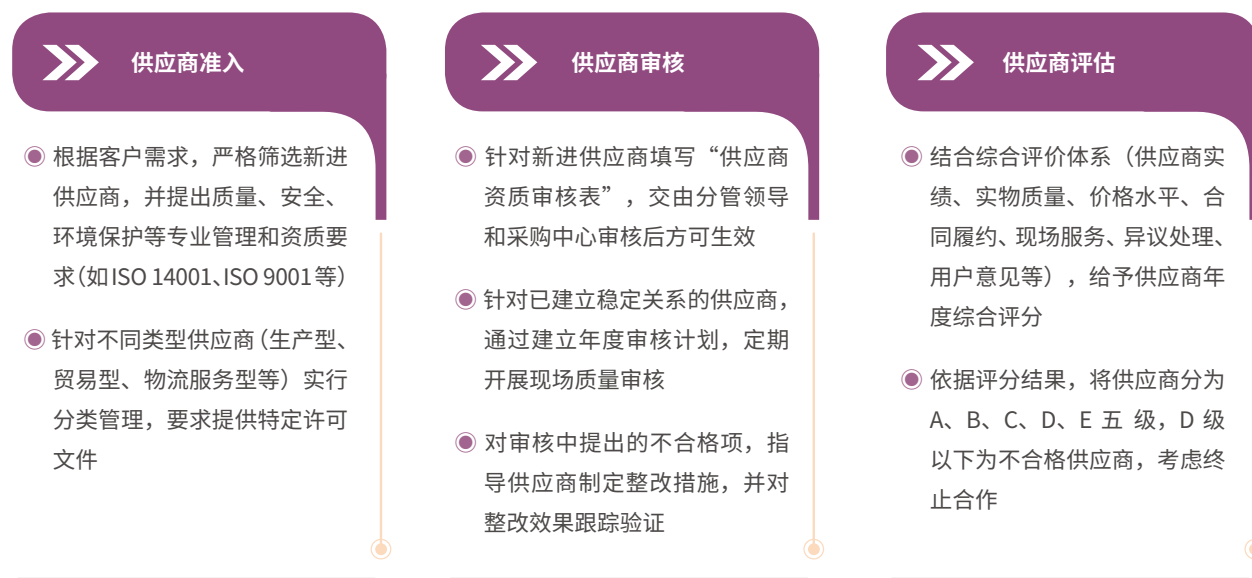 供应商准入
根据客户需求，严格筛选新进
供应商，并提出质量、安全、
环境保护等专业管理和资质要
求（如ISO 14001、ISO 9001等）
针对不同类型供应商（生产型、
贸易型、物流服务型等）实行
分类管理，要求提供特定许可
文件
供应商审核
针对新进供应商填写“供应商
资质审核表”，交由分管领导
和采购中心审核后方可生效
针对已建立稳定关系的供应商，
通过建立年度审核计划，定期
开展现场质量审核
对审核中提出的不合格项，指
导供应商制定整改措施，并对
整改效果跟踪验证
供应商评估
结合综合评价体系（供应商实
绩、实物质量、价格水平、合
同履约、现场服务、异议处理、
用户意见等），给予供应商年
度综合评分
依据评分结果，将供应商分为
A、B、C、D、E 五 级，D 级
以下为不合格供应商，考虑终
止合作